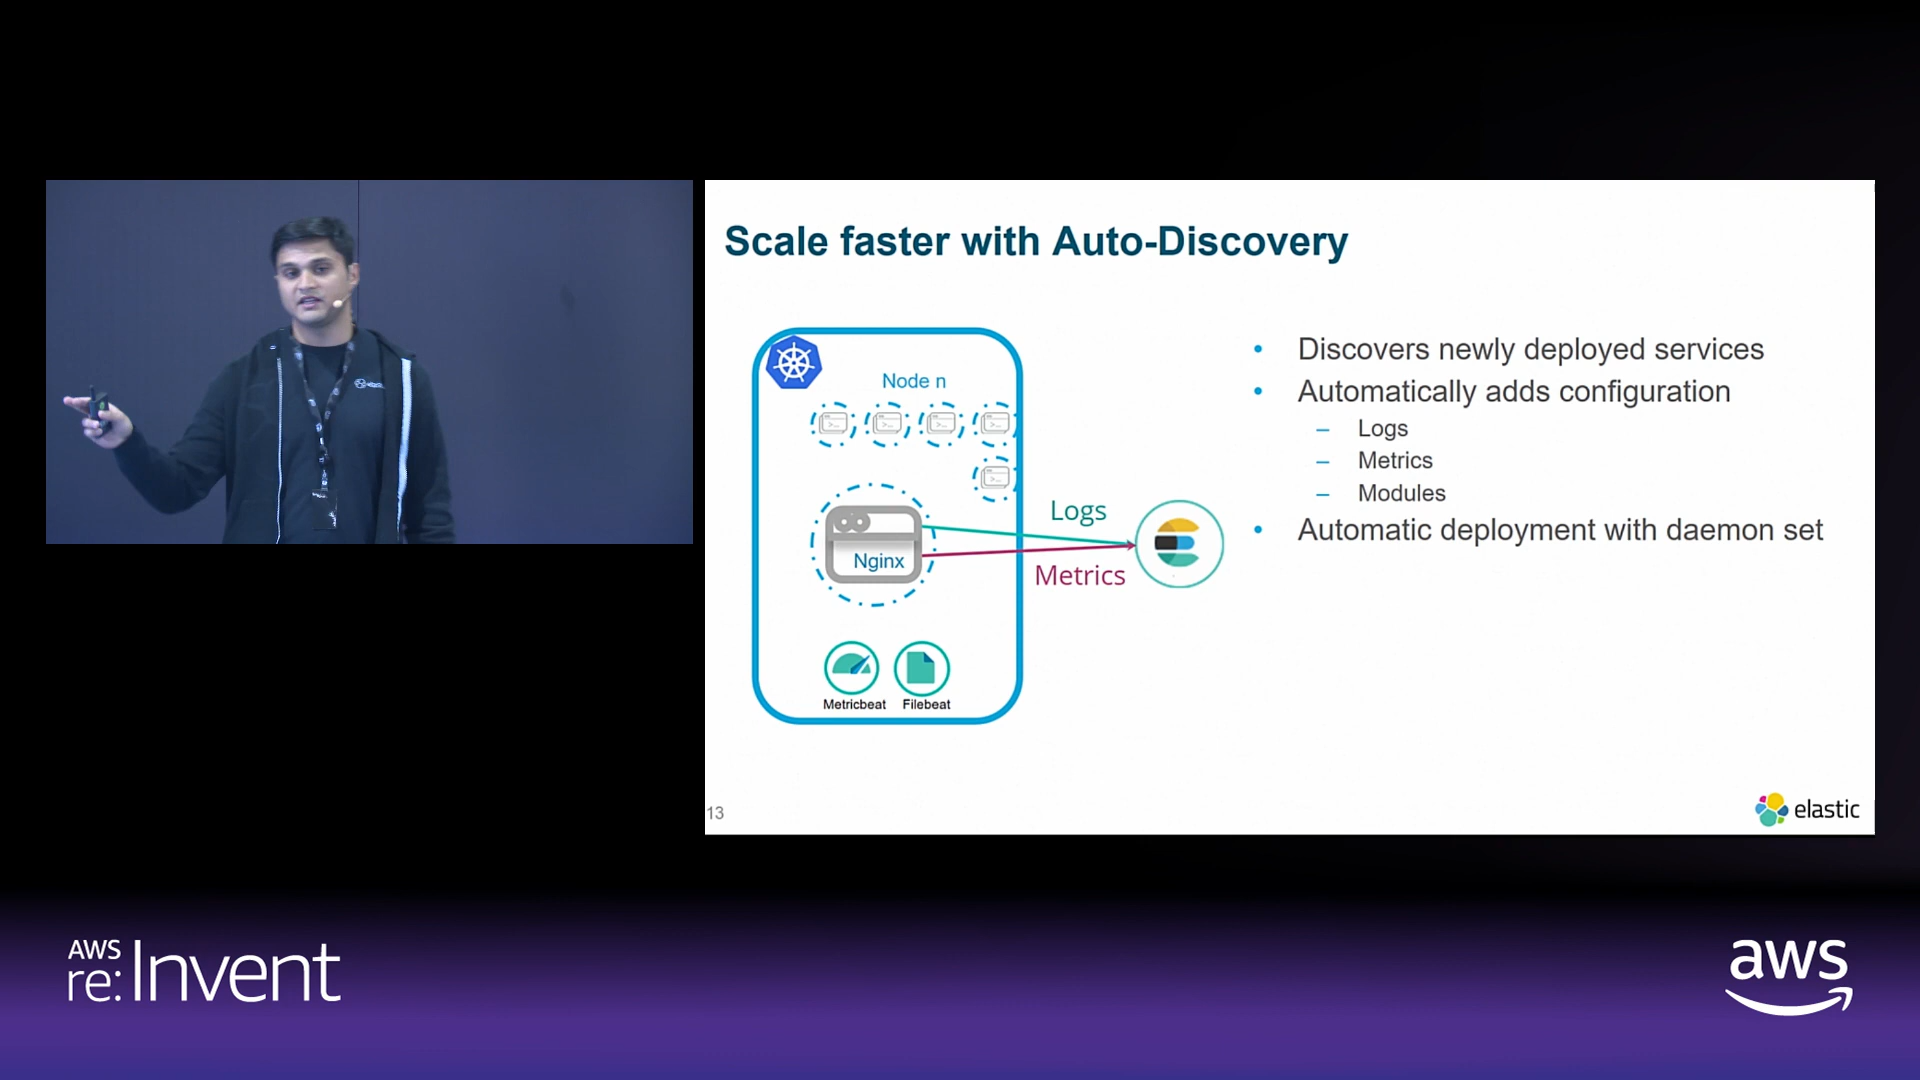 Scale faster with Auto-Discovery
Node n
Nginx
Logs
Metrics
Metricbeat
Filebeat
• Discovers newly deployed services
• Automatically adds configuration
– Logs
– Metrics
– Modules
• Automatic deployment with daemon set
13
elastic
AWS
re:Invent
aws